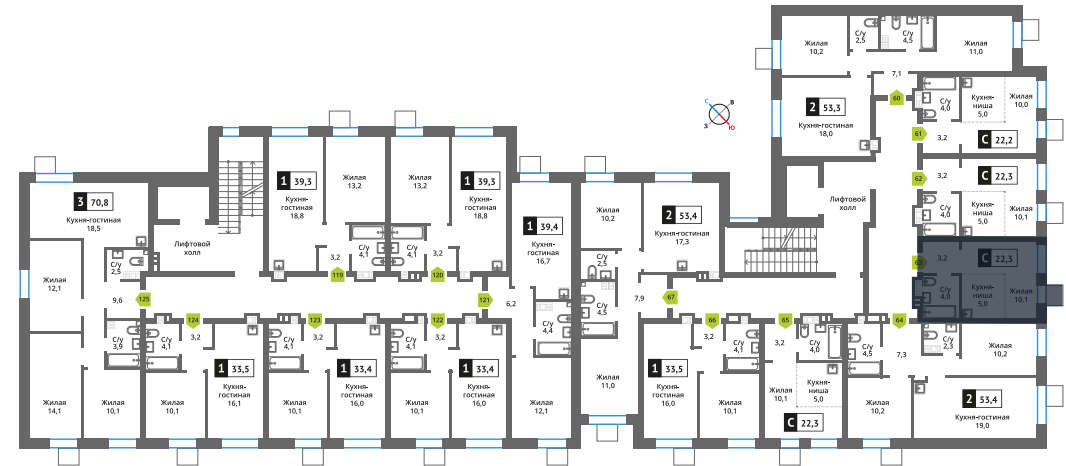 Жилая
10,2
С/у
2,5
С/у
4,5
Жилая
11,0
7,1
60
2 53,3
Кухня-гостиная
18,0
С/у
4,0
Кухня-
ниша
5,0
Жилая
10,0
61
3,2
С 22,2
62
3,2
С 22,3
С/у
4,0
Кухня-
ниша
5,0
Жилая
10,1
63
3,2
С 22,3
С/у
4,0
Кухня-
ниша
5,0
Жилая
10,1
С
В
З
Ю
Лифтовой
холл
3 70,8
Кухня-гостиная
18,5
Лифтовой
холл
1 39,3
Кухня-
гостиная
18,8
Жилая
13,2
Жилая
13,2
1 39,3
Кухня-
гостиная
18,8
3,2
С/у
4,1
С/у
4,1
3,2
119
120
1 39,4
Кухня-
гостиная
16,7
Жилая
10,2
2 53,4
Кухня-гостиная
17,3
С/у
2,5
Жилая
12,1
С/у
2,5
9,6
125
121
6,2
С/у
4,5
7,9
67
124
123
122
66
65
64
С/у
3,9
С/у
4,1
3,2
С/у
4,1
3,2
С/у
4,1
3,2
С/у
4,4
3,2
С/у
4,1
3,2
С/у
4,0
С/у
4,5
7,3
С/у
2,3
Жилая
10,2
1 33,5
Кухня-
гостиная
16,1
1 33,4
Кухня-
гостиная
16,0
1 33,4
Кухня-
гостиная
16,0
Жилая
11,0
1 33,5
Кухня-
гостиная
16,0
Жилая
10,1
Кухня-
ниша
5,0
С 22,3
2 53,4
Кухня-гостиная
19,0
Жилая
14,1
Жилая
10,1
Жилая
10,1
Жилая
10,1
Жилая
10,1
Жилая
12,1
Жилая
10,1
Жилая
10,2